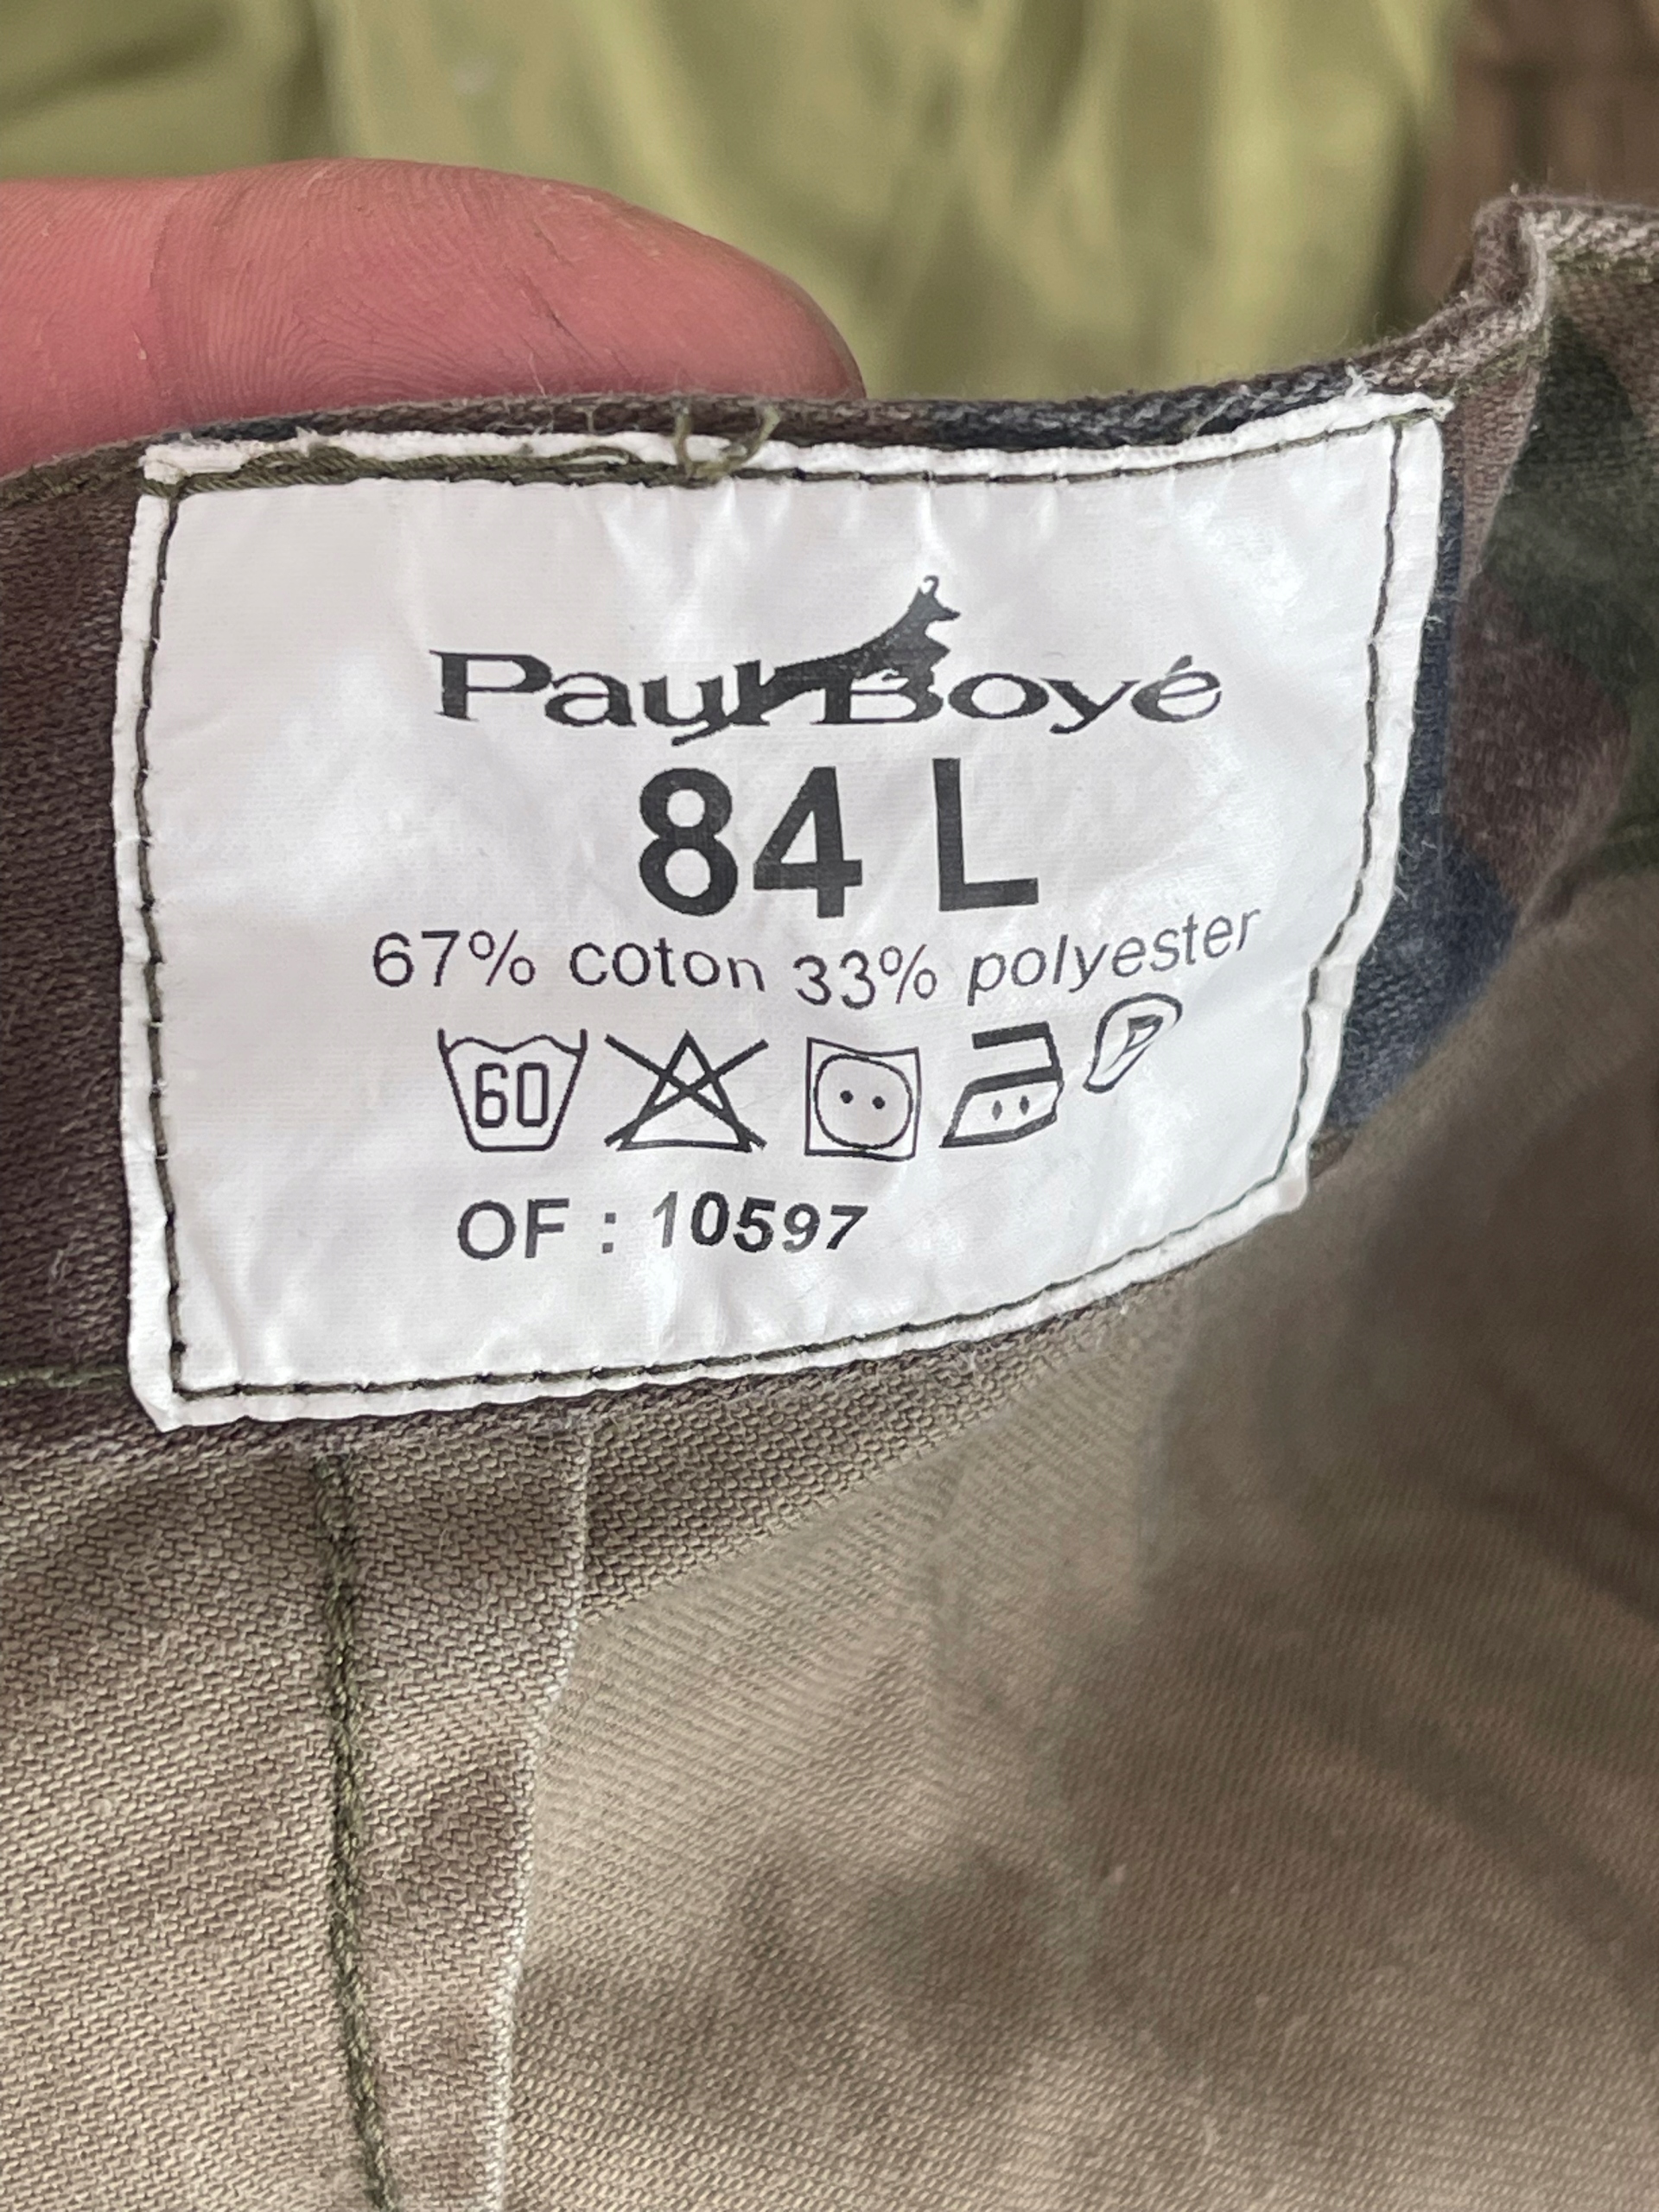 Paul Boyé
84 L
67% coton 33% polyester
60 P
OF : 10597